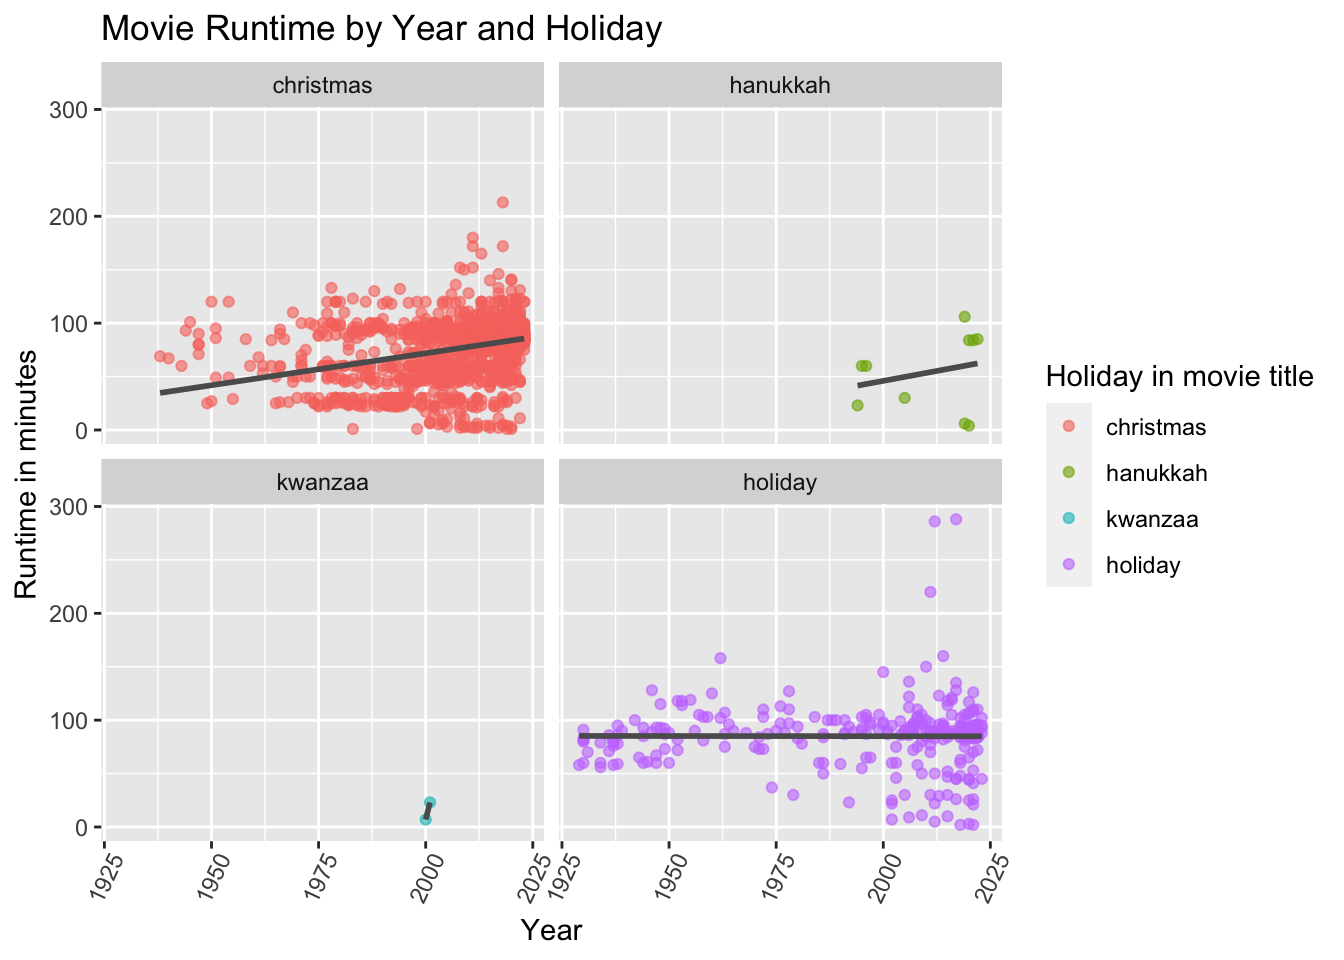 Movie Runtime by Year and Holiday
christmas
hanukkah
300
200
100
0
kwanzaa
holiday
300
200
100
0
1925
1950
1975
2000
2025
1925
1950
1975
2000
2025
Year
Runtime in minutes
Holiday in movie title
christmas
hanukkah
kwanzaa
holiday